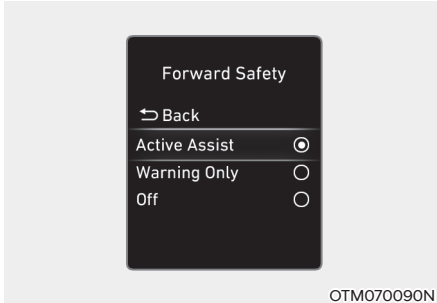 Forward Safety
Back
Active Assist
Warning Only
Off
OTM070090N